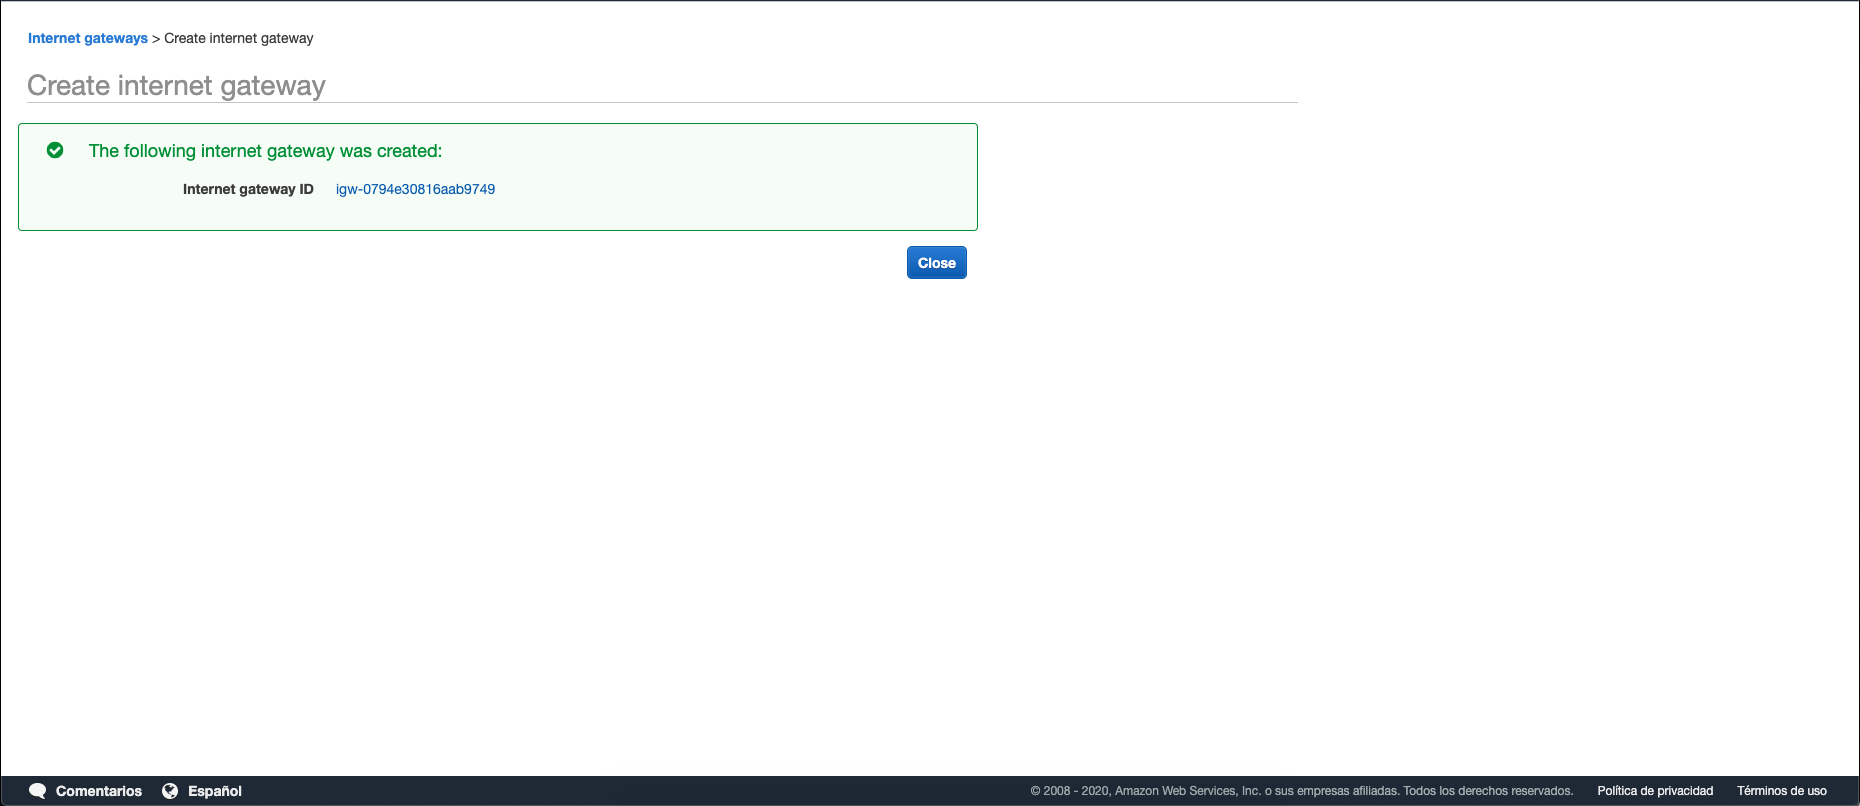 Internet gateways > Create internet gateway
Create internet gateway
The following internet gateway was created:
Internet gateway ID igw-0794e30816aab9749
Close
Comentarios Español © 2008 - 2020, Amazon Web Services, Inc. o sus empresas afiliadas. Todos los derechos reservados. Política de privacidad Términos de uso